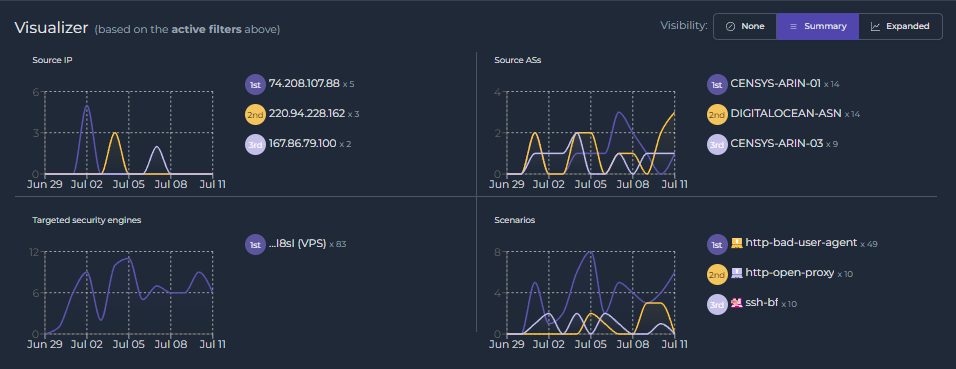 Visualizer (based on the active filters above)
Visibility: None Summary Expanded
Source IP
6
3
0
Jun 29 Jul 02 Jul 05 Jul 08 Jul 11
1st 74.208.107.88 x 5
2nd 220.94.228.162 x 3
3rd 167.86.79.100 x 2
Source ASs
4
2
0
Jun 29 Jul 02 Jul 05 Jul 08 Jul 11
1st CENSYS-ARIN-01 x 14
2nd DIGITALOCEAN-ASN x 14
3rd CENSYS-ARIN-03 x 9
Targeted security engines
12
6
0
Jun 29 Jul 02 Jul 05 Jul 08 Jul 11
1st ...I8sI (VPS) x 83
Scenarios
8
4
0
Jun 29 Jul 02 Jul 05 Jul 08 Jul 11
1st http-bad-user-agent x 49
2nd http-open-proxy x 10
3rd ssh-bf x 10